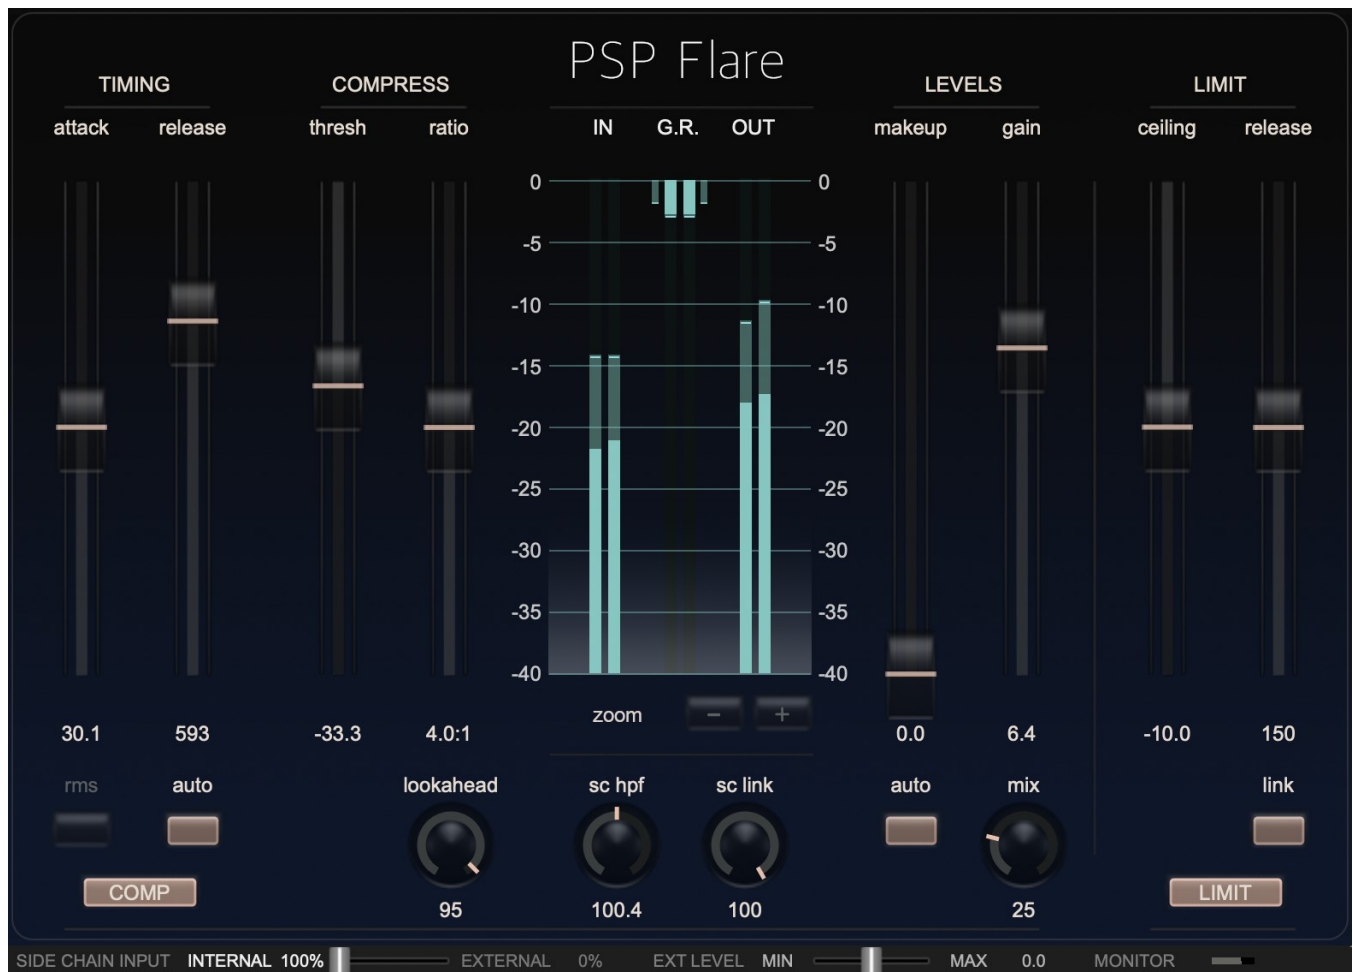 PSP Flare
TIMING COMPRESS LEVELS LIMIT
attack release thresh ratio IN G.R. OUT makeup gain ceiling release
0 0
-5 -5
-10 -10
-15 -15
-20 -20
-25 -25
-30 -30
-35 -35
-40 -40
zoom - +
30.1 593 -33.3 4.0:1 0.0 6.4 -10.0 150
rms auto lookahead sc hpf sc link auto mix link
COMP LIMIT
95 100.4 100 25
SIDE CHAIN INPUT INTERNAL 100% EXTERNAL 0% EXT LEVEL MIN MAX 0.0 MONITOR